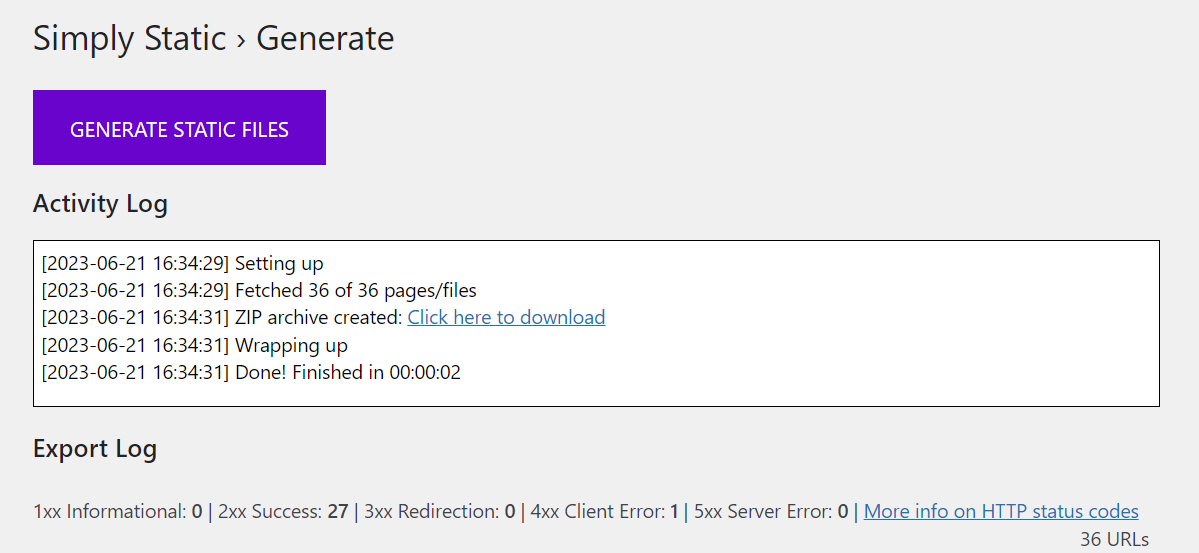 Simply Static › Generate
GENERATE STATIC FILES
Activity Log
[2023-06-21 16:34:29] Setting up
[2023-06-21 16:34:29] Fetched 36 of 36 pages/files
[2023-06-21 16:34:31] ZIP archive created: Click here to download
[2023-06-21 16:34:31] Wrapping up
[2023-06-21 16:34:31] Done! Finished in 00:00:02
Export Log
1xx Informational: 0 | 2xx Success: 27 | 3xx Redirection: 0 | 4xx Client Error: 1 | 5xx Server Error: 0 | More info on HTTP status codes
36 URLs